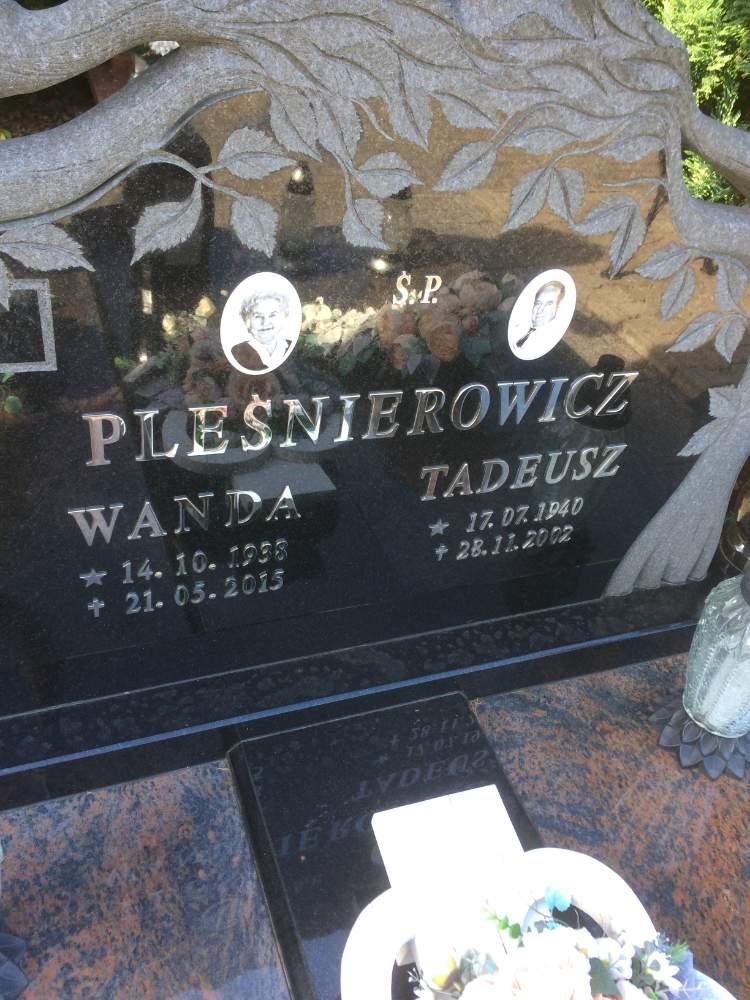 Ś.P.
PLEŚNIEROWICZ
WANDA
★ 14. 10. 1938
✝ 21. 05. 2015
TADEUSZ
★ 17. 07. 1940
✝ 28. 11. 2002